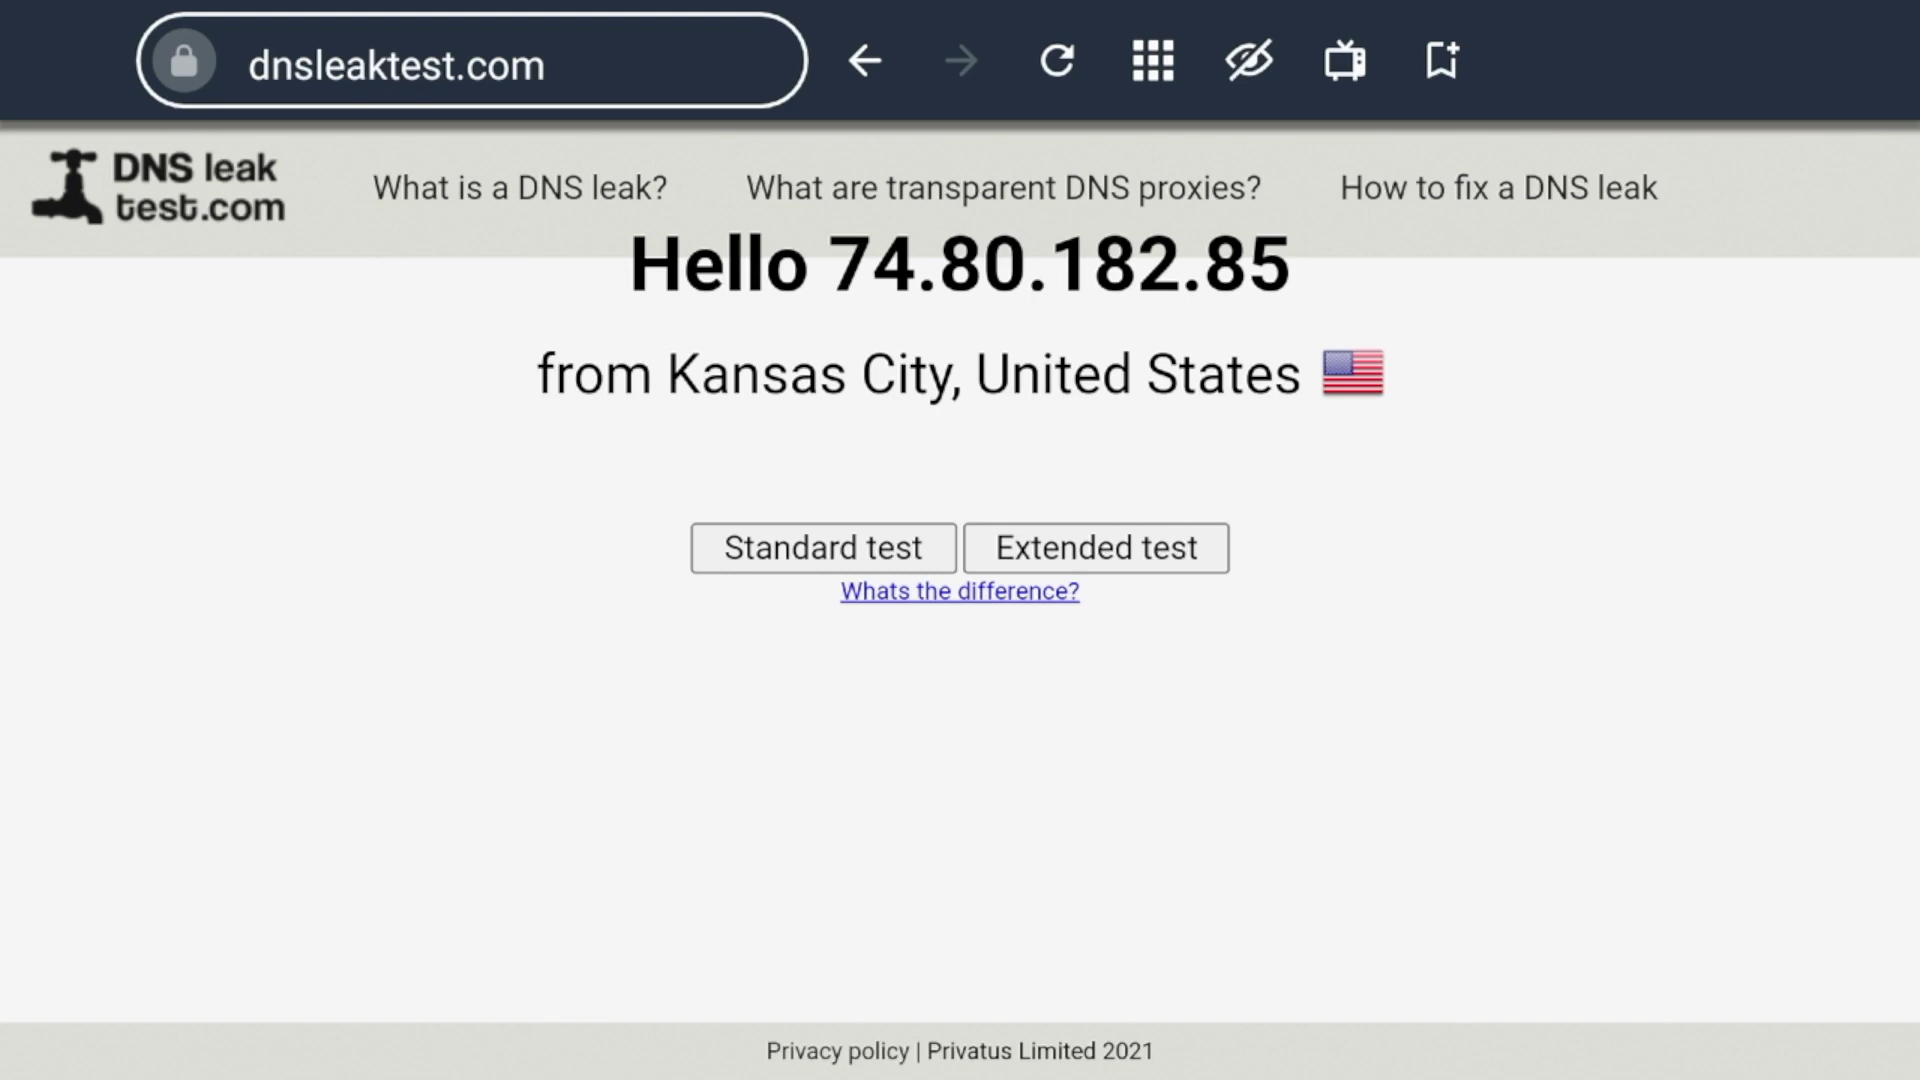 dnsleaktest.com
DNS leak
test.com
What is a DNS leak?
What are transparent DNS proxies?
How to fix a DNS leak
Hello 74.80.182.85
from Kansas City, United States
Standard test
Extended test
Whats the difference?
Privacy policy | Privatus Limited 2021